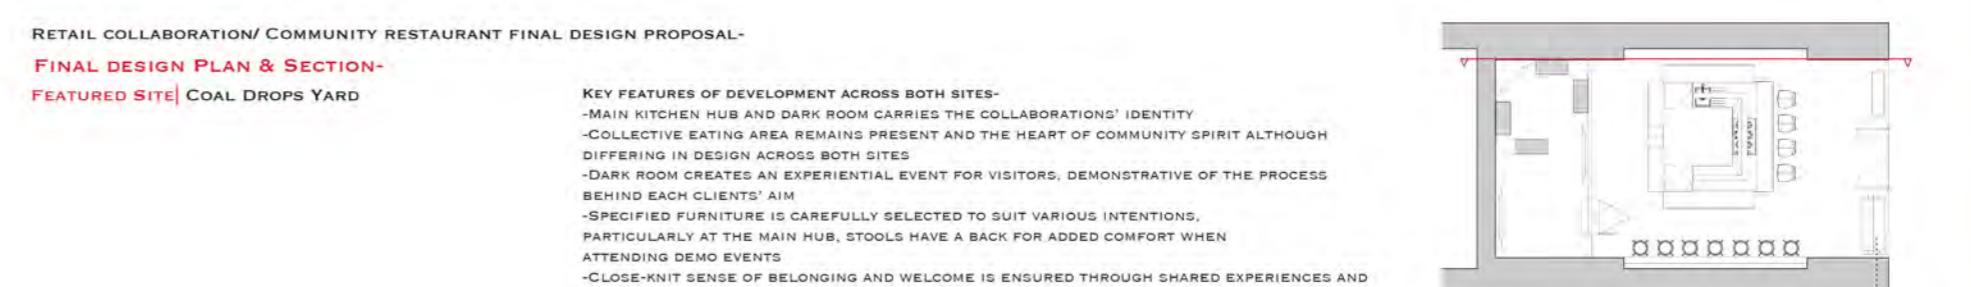 Retail collaboration/ Community restaurant final design proposal-
Final design Plan & Section-
Featured Site| Coal Drops Yard
Key features of development across both sites-
-Main kitchen hub and dark room carries the collaborations' identity
-Collective eating area remains present and the heart of community spirit although
differing in design across both sites
-Dark room creates an experiential event for visitors, demonstrative of the process
behind each clients' aim
-Specified furniture is carefully selected to suit various intentions,
particularly at the main hub, stools have a back for added comfort when
attending demo events
-Close-knit sense of belonging and welcome is ensured through shared experiences and